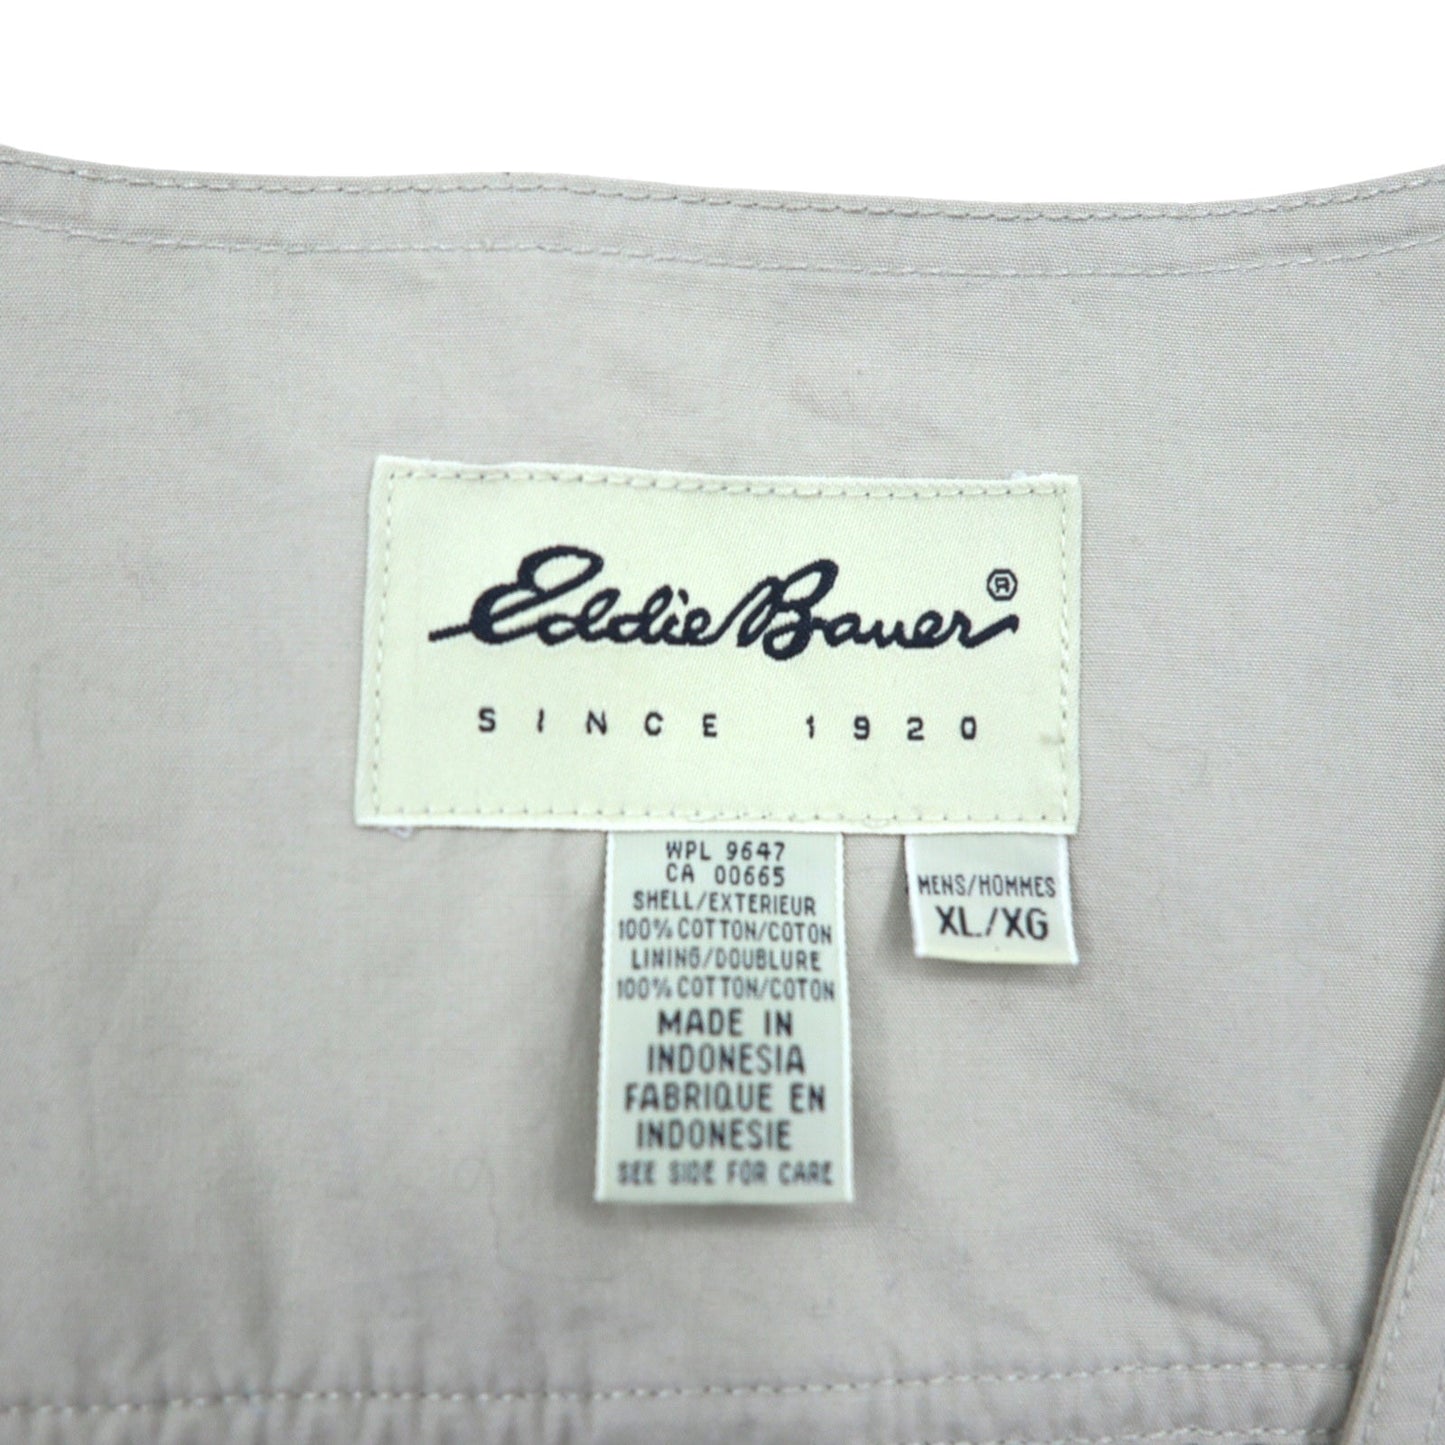 Eddie Bauer®
SINCE 1920
WPL 9647
CA 00665
SHELL/EXTERIEUR
100% COTTON/COTON
LINING/DOUBLURE
100% COTTON/COTON
MADE IN
INDONESIA
FABRIQUE EN
INDONESIE
SEE SIDE FOR CARE
MENS/HOMMES
XL/XG